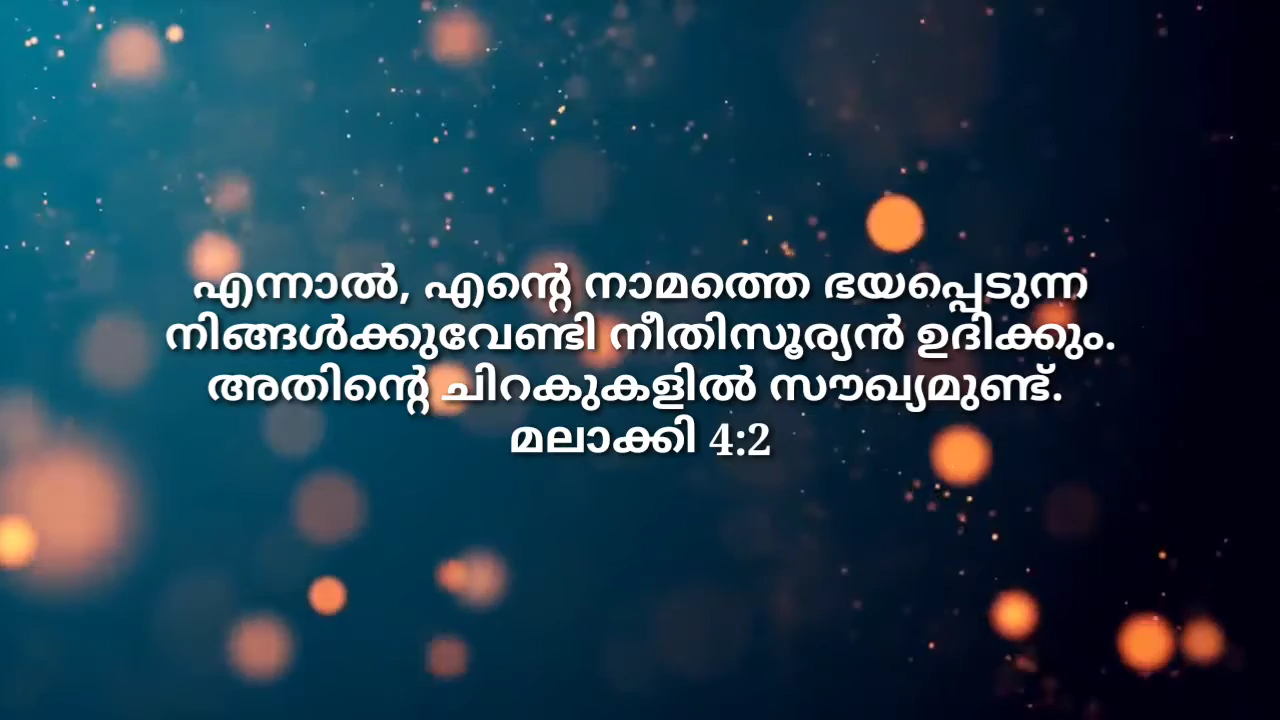 എന്നാൽ, എന്റെ നാമത്തെ ഭയപ്പെടുന്ന
നിങ്ങൾക്കുവേണ്ടി നീതിസൂര്യൻ ഉദിക്കും.
അതിന്റെ ചിറകുകളിൽ സൗഖ്യമുണ്ട്.
മലാക്കി 4:2